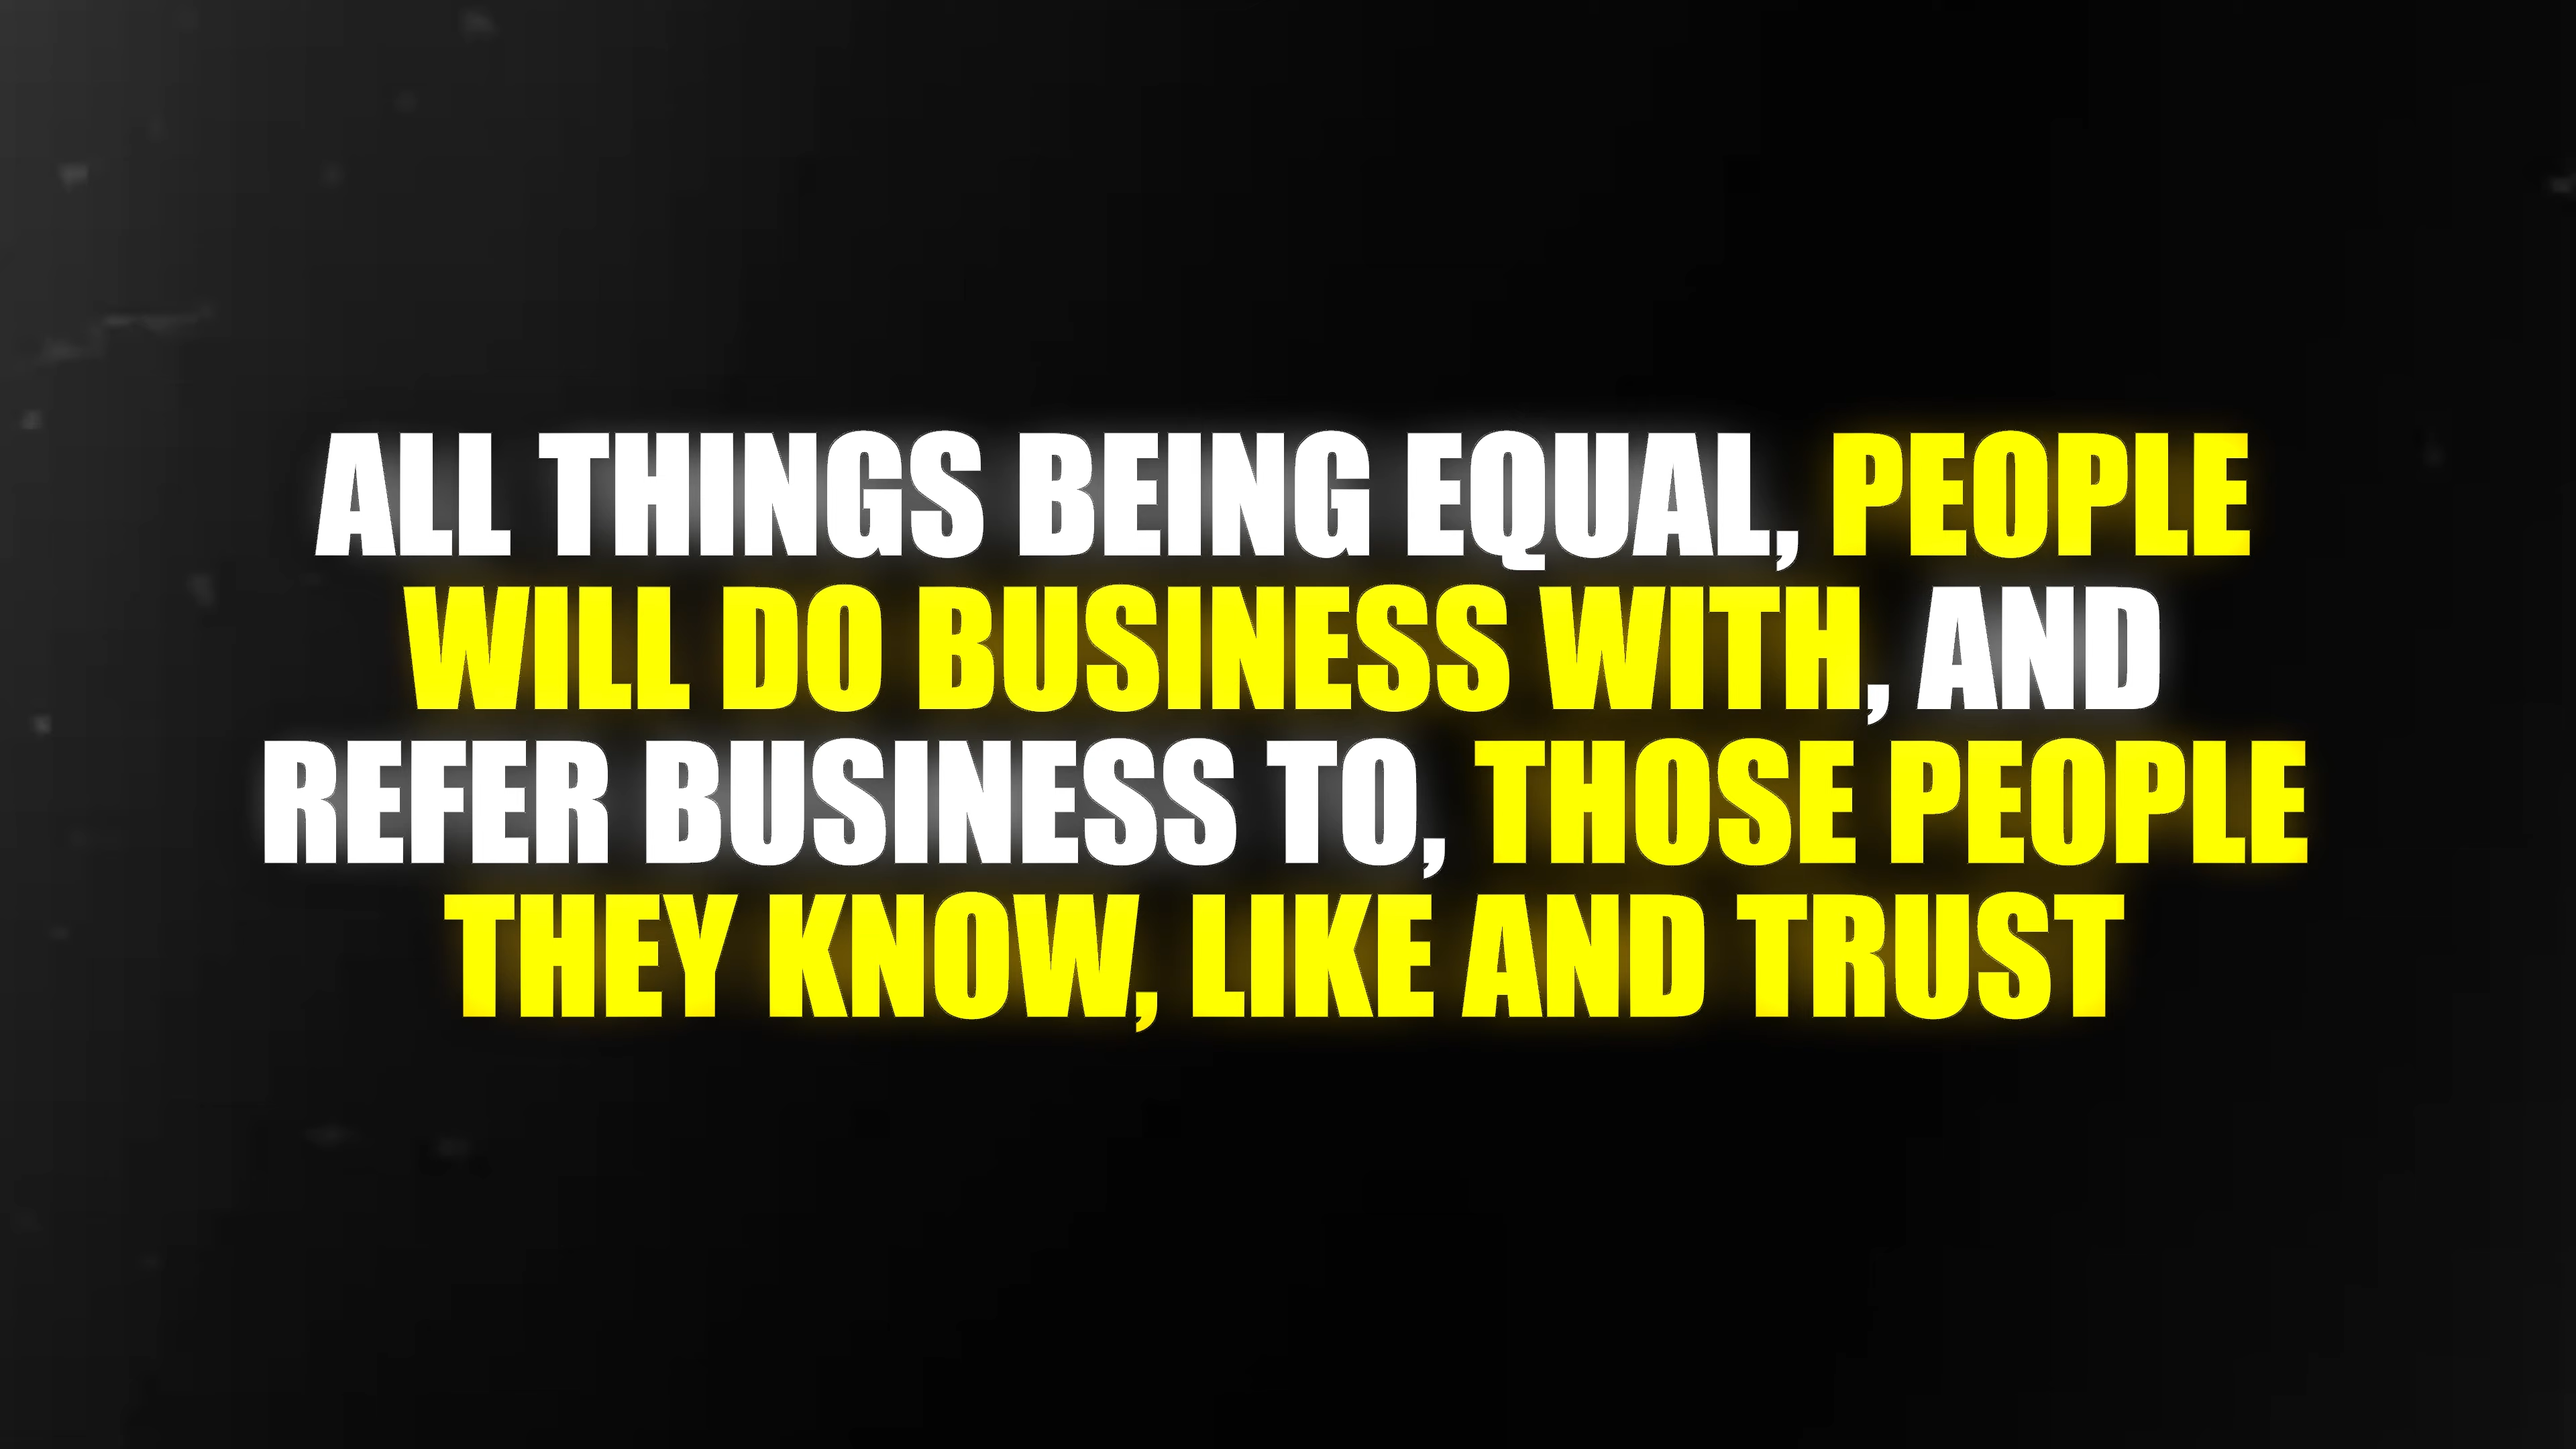 ALL THINGS BEING EQUAL, PEOPLE
WILL DO BUSINESS WITH, AND
REFER BUSINESS TO, THOSE PEOPLE
THEY KNOW, LIKE AND TRUST